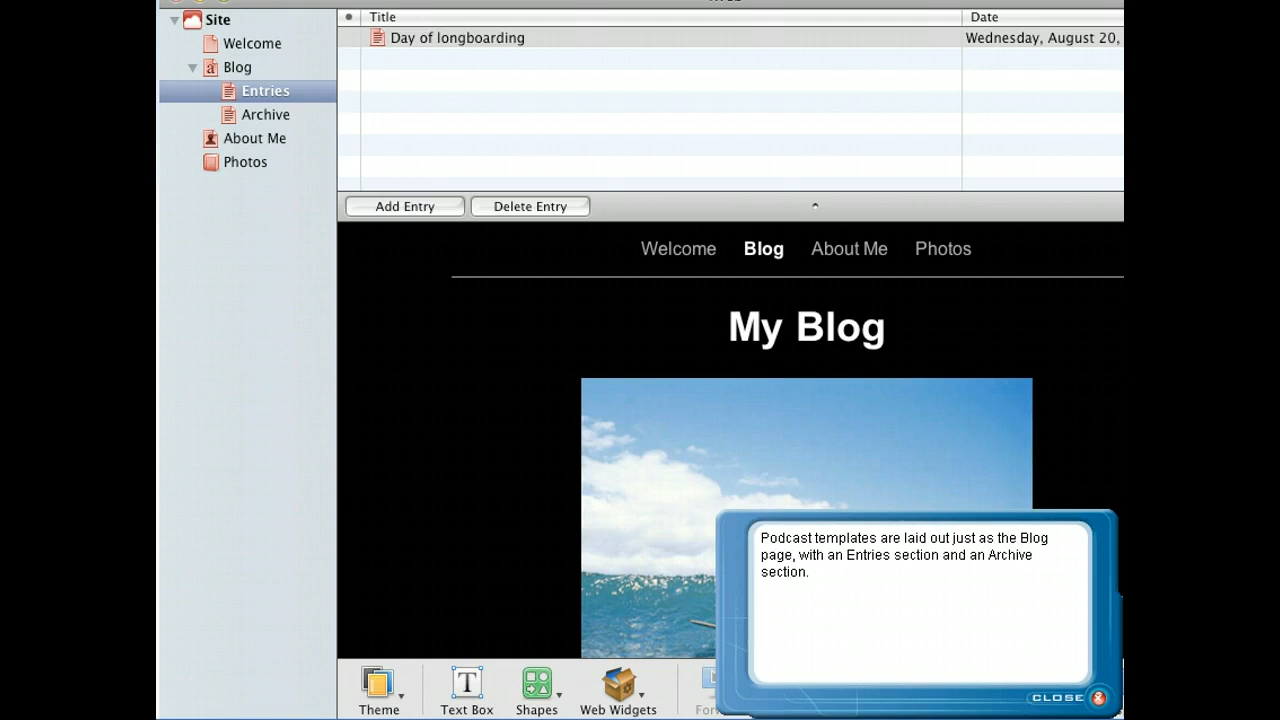 Site
Welcome
Blog
Entries
Archive
About Me
Photos
Title
Date
Day of longboarding
Wednesday, August 20,
Add Entry
Delete Entry
Welcome Blog About Me Photos
My Blog
Podcast templates are laid out just as the Blog
page, with an Entries section and an Archive
section.
CLOSE
Theme
T
Text Box
Shapes
Web Widgets